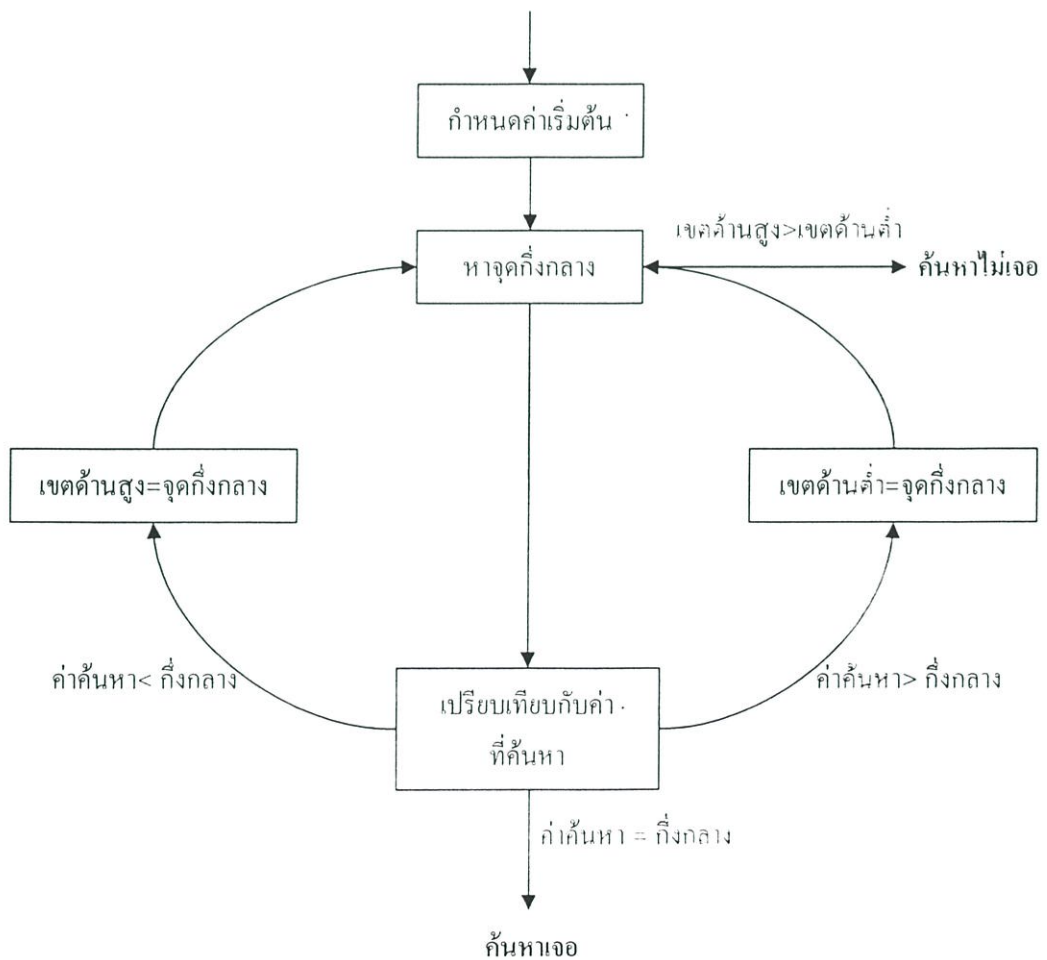 กำหนดค่าเริ่มต้น
เขตด้านสูง>เขตด้านต่ำ
หาจุดกึ่งกลาง
ค้นหาไม่เจอ
เขตด้านสูง=จุดกึ่งกลาง
เขตด้านต่ำ=จุดกึ่งกลาง
ค่าค้นหา< กึ่งกลาง
ค่าค้นหา> กึ่งกลาง
เปรียบเทียบกับค่า
ที่ค้นหา
ค่าค้นหา = กึ่งกลาง
ค้นหาเจอ